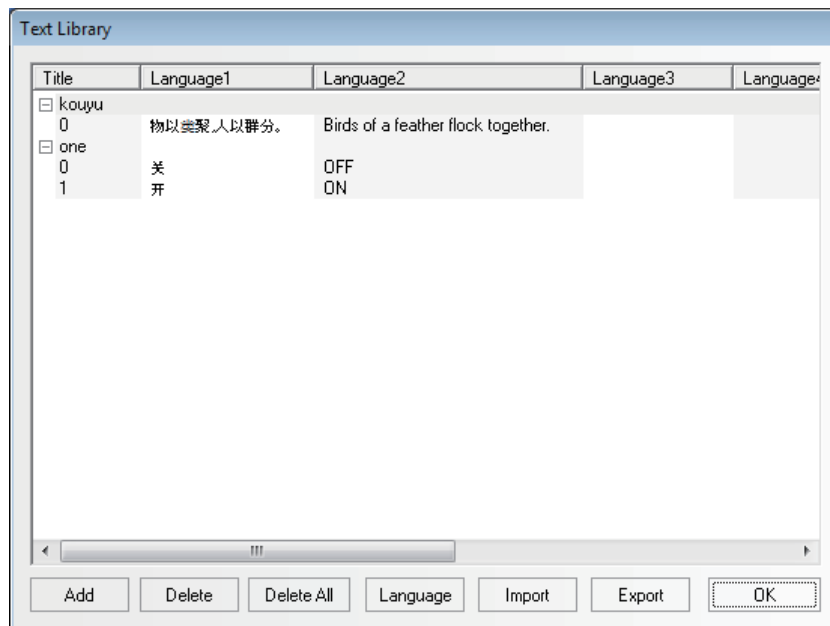 Text Library
Title Language1 Language2 Language3 Language4
kouyu
0 物以类聚,人以群分。 Birds of a feather flock together.
one
0 关 OFF
1 开 ON
Add Delete Delete All Language Import Export OK